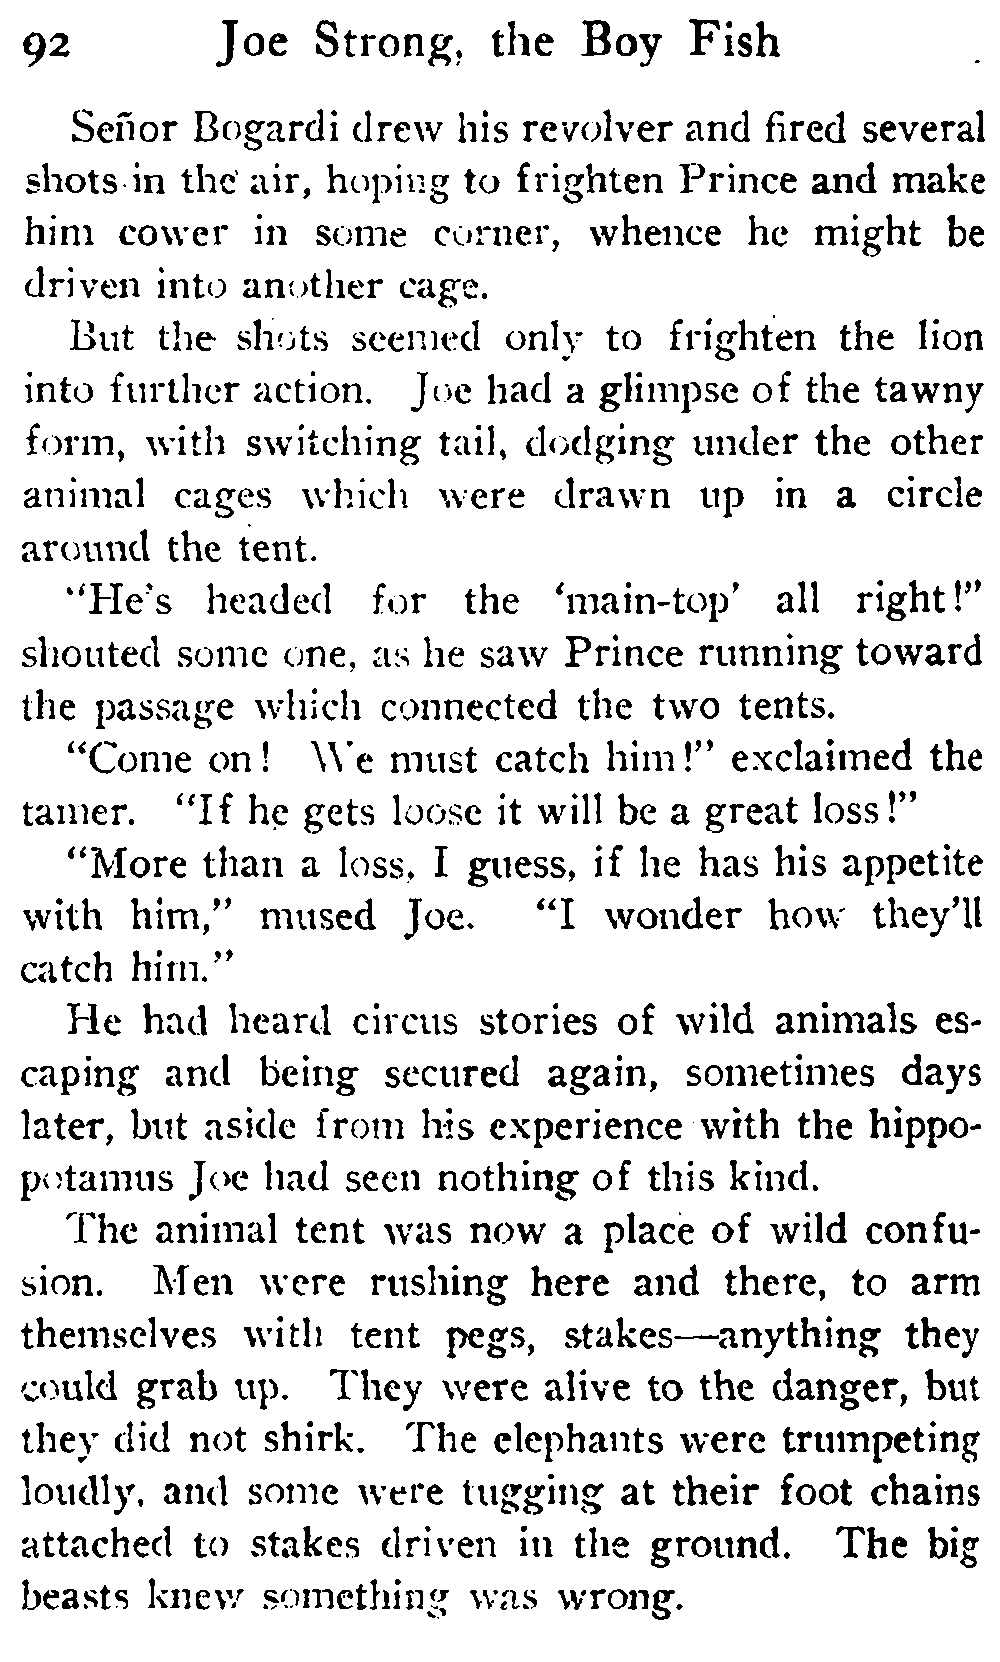 92 Joe Strong, the Boy Fish
Señor Bogardi drew his revolver and fired several
shots in the air, hoping to frighten Prince and make
him cower in some corner, whence he might be
driven into another cage.
But the shots seemed only to frighten the lion
into further action. Joe had a glimpse of the tawny
form, with switching tail, dodging under the other
animal cages which were drawn up in a circle
around the tent.
"He's headed for the 'main-top' all right!"
shouted some one, as he saw Prince running toward
the passage which connected the two tents.
"Come on! We must catch him!" exclaimed the
tamer. "If he gets loose it will be a great loss!"
"More than a loss, I guess, if he has his appetite
with him," mused Joe. "I wonder how they'll
catch him."
He had heard circus stories of wild animals es-
caping and being secured again, sometimes days
later, but aside from his experience with the hippo-
potamus Joe had seen nothing of this kind.
The animal tent was now a place of wild confu-
sion. Men were rushing here and there, to arm
themselves with tent pegs, stakes—anything they
could grab up. They were alive to the danger, but
they did not shirk. The elephants were trumpeting
loudly, and some were tugging at their foot chains
attached to stakes driven in the ground. The big
beasts knew something was wrong.